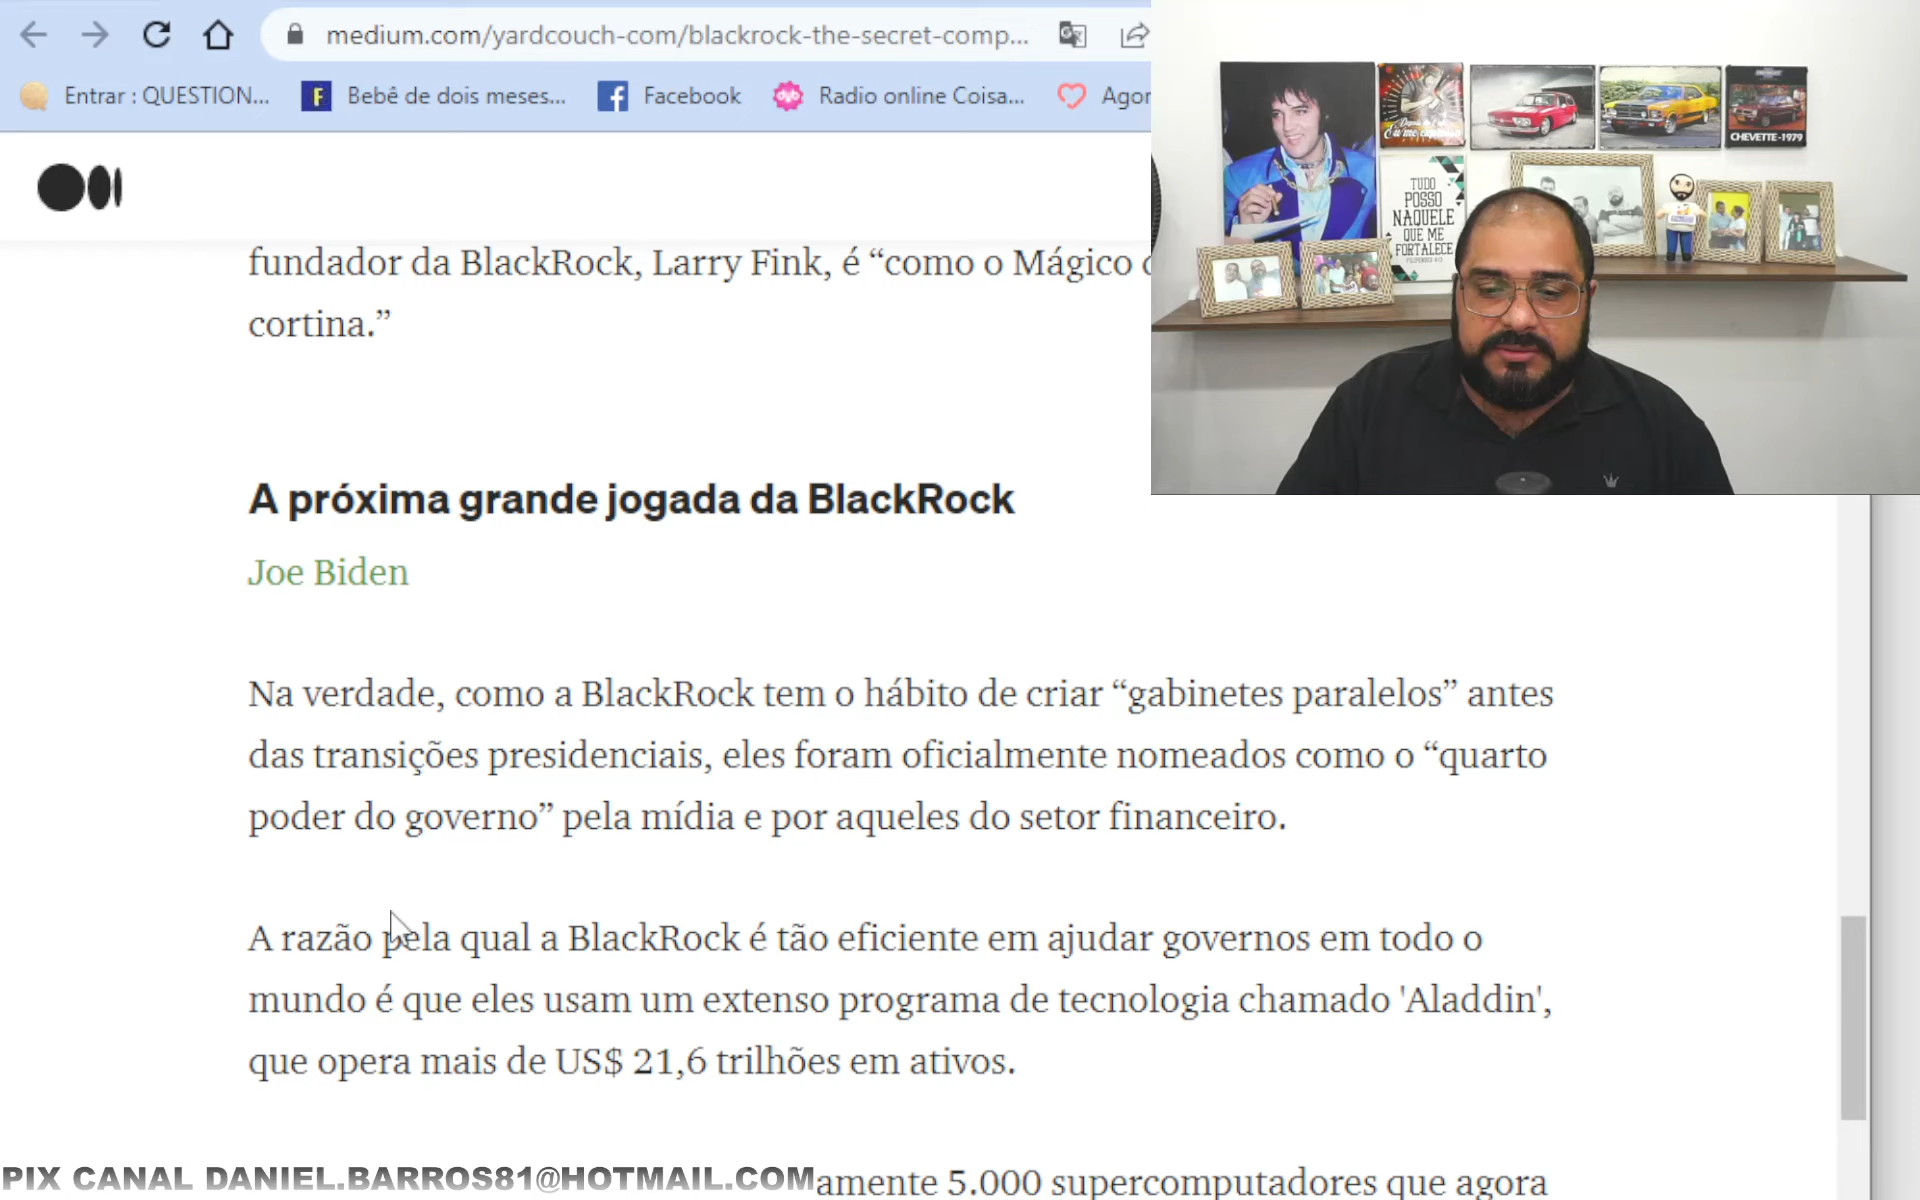 medium.com/yardcouch-com/blackrock-the-secret-comp...
Entrar : QUESTION...
Bebê de dois meses...
Facebook
Radio online Coisa...
Agor
CHEVETTE-1979
TUDO
POSSO
NAQUELE
QUE ME
FORTALECE
fundador da BlackRock, Larry Fink, é “como o Mágico
cortina.”
A próxima grande jogada da BlackRock
Joe Biden
Na verdade, como a BlackRock tem o hábito de criar “gabinetes paralelos” antes
das transições presidenciais, eles foram oficialmente nomeados como o “quarto
poder do governo” pela mídia e por aqueles do setor financeiro.
A razão pela qual a BlackRock é tão eficiente em ajudar governos em todo o
mundo é que eles usam um extenso programa de tecnologia chamado 'Aladdin',
que opera mais de US$ 21,6 trilhões em ativos.
PIX CANAL DANIEL.BARROS81@HOTMAIL.COM
amente 5.000 supercomputadores que agora